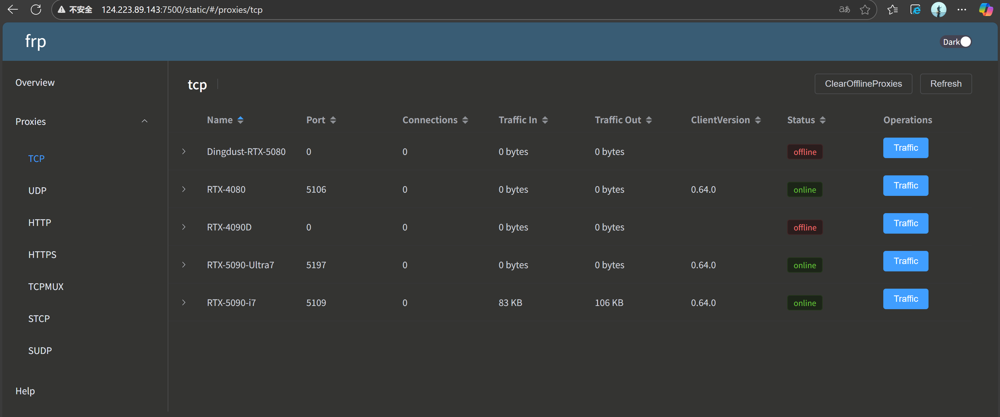 不安全 124.223.89.143:7500/static/#/proxies/tcp aあ
frp
Dark
Overview
Proxies
TCP
UDP
HTTP
HTTPS
TCPMUX
STCP
SUDP
Help
tcp
ClearOfflineProxies Refresh
Name Port Connections Traffic In Traffic Out ClientVersion Status Operations
Dingdust-RTX-5080 0 0 0 bytes 0 bytes offline Traffic
RTX-4080 5106 0 0 bytes 0 bytes 0.64.0 online Traffic
RTX-4090D 0 0 0 bytes 0 bytes offline Traffic
RTX-5090-Ultra7 5197 0 0 bytes 0 bytes 0.64.0 online Traffic
RTX-5090-i7 5109 0 83 KB 106 KB 0.64.0 online Traffic